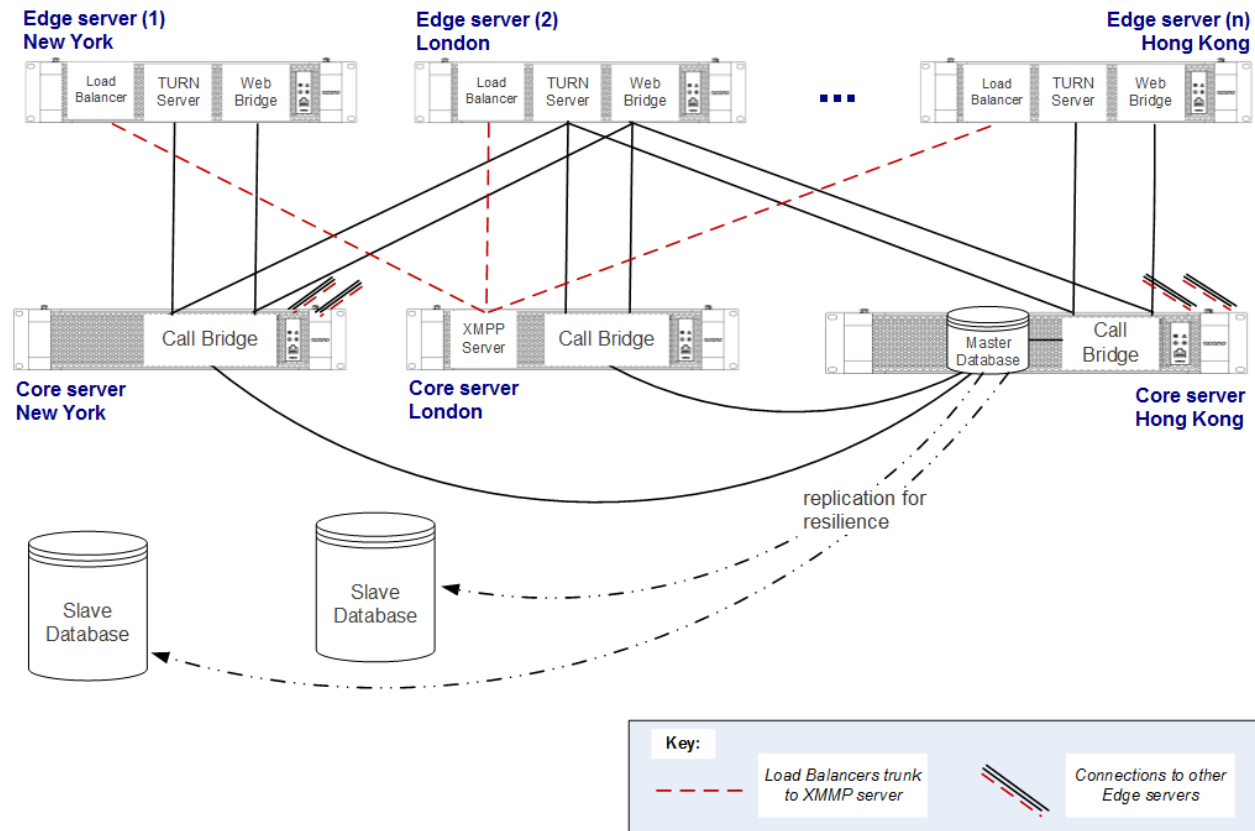 Edge server (1)
New York
Edge server (2)
London
Edge server (n)
Hong Kong
Load
Balancer
TURN
Server
Web
Bridge
Load
Balancer
TURN
Server
Web
Bridge
...
Load
Balancer
TURN
Server
Web
Bridge
Call Bridge
XMPP
Server
Call Bridge
Master
Database
Call
Bridge
Core server
New York
Core server
London
Core server
Hong Kong
replication for
resilience
Slave
Database
Slave
Database
Key:
Load Balancers trunk
to XMMP server
Connections to other
Edge servers